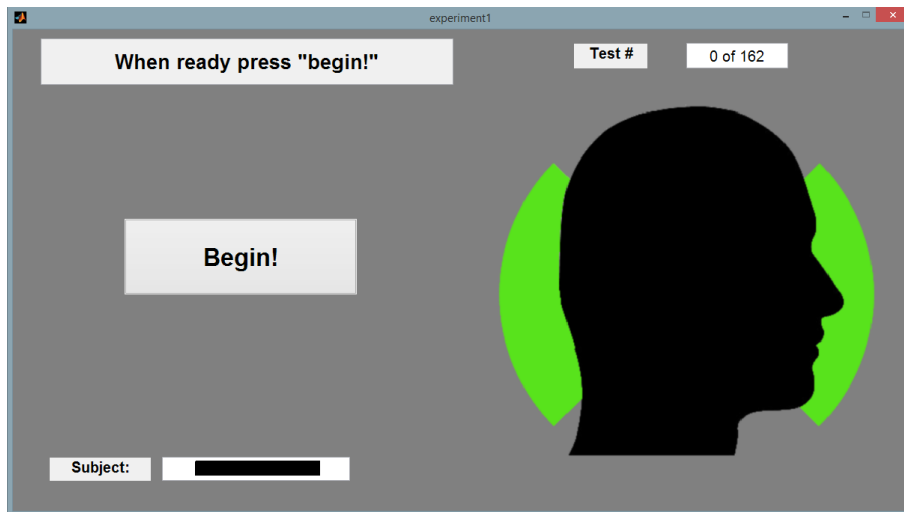 experiment1
When ready press "begin!"
Test #
0 of 162
Begin!
Subject: